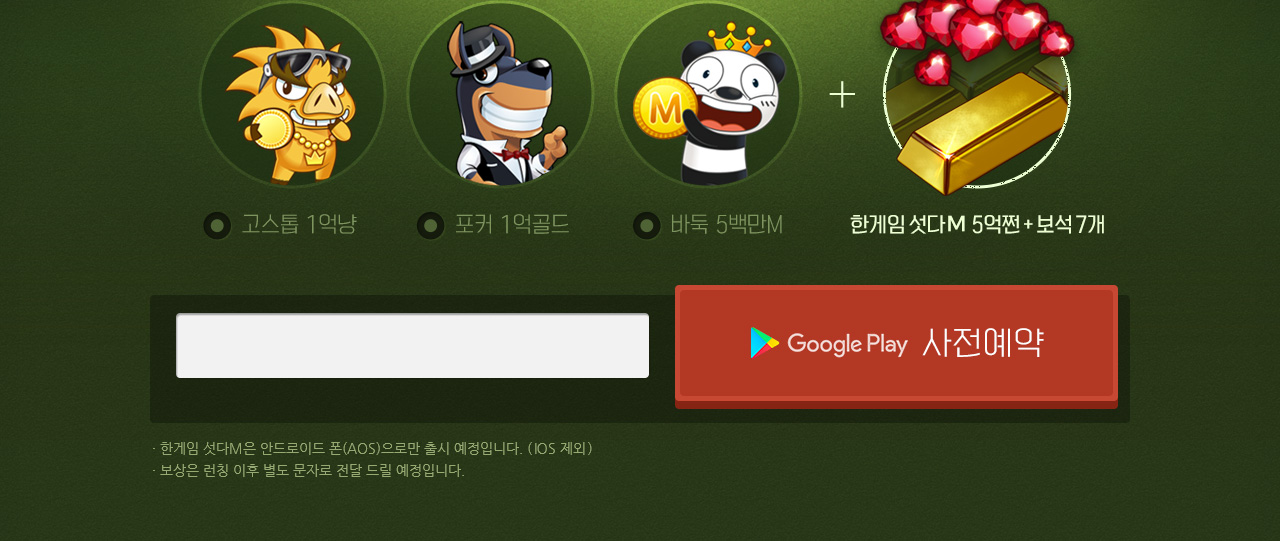 M
고스톱 1억냥
포커 1억골드
바둑 5백만M
한게임 섯다M 5억쩐+보석 7개
Google Play 사전예약
· 한게임 섯다M은 안드로이드 폰(AOS)으로만 출시 예정입니다. (IOS 제외)
· 보상은 런칭 이후 별도 문자로 전달 드릴 예정입니다.